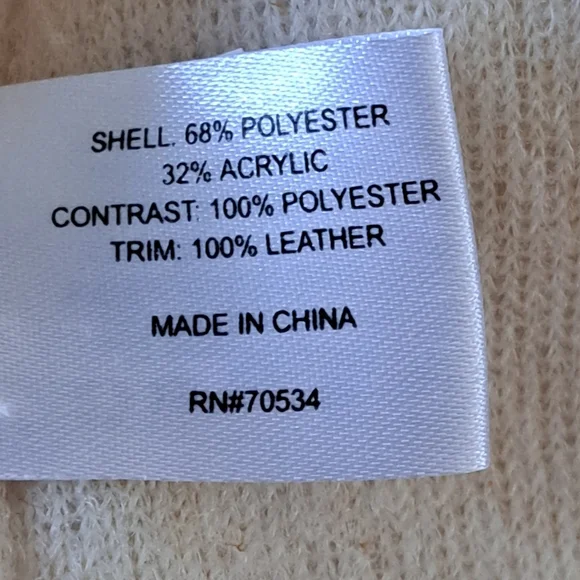 SHELL. 68% POLYESTER
32% ACRYLIC
CONTRAST: 100% POLYESTER
TRIM: 100% LEATHER
MADE IN CHINA
RN#70534